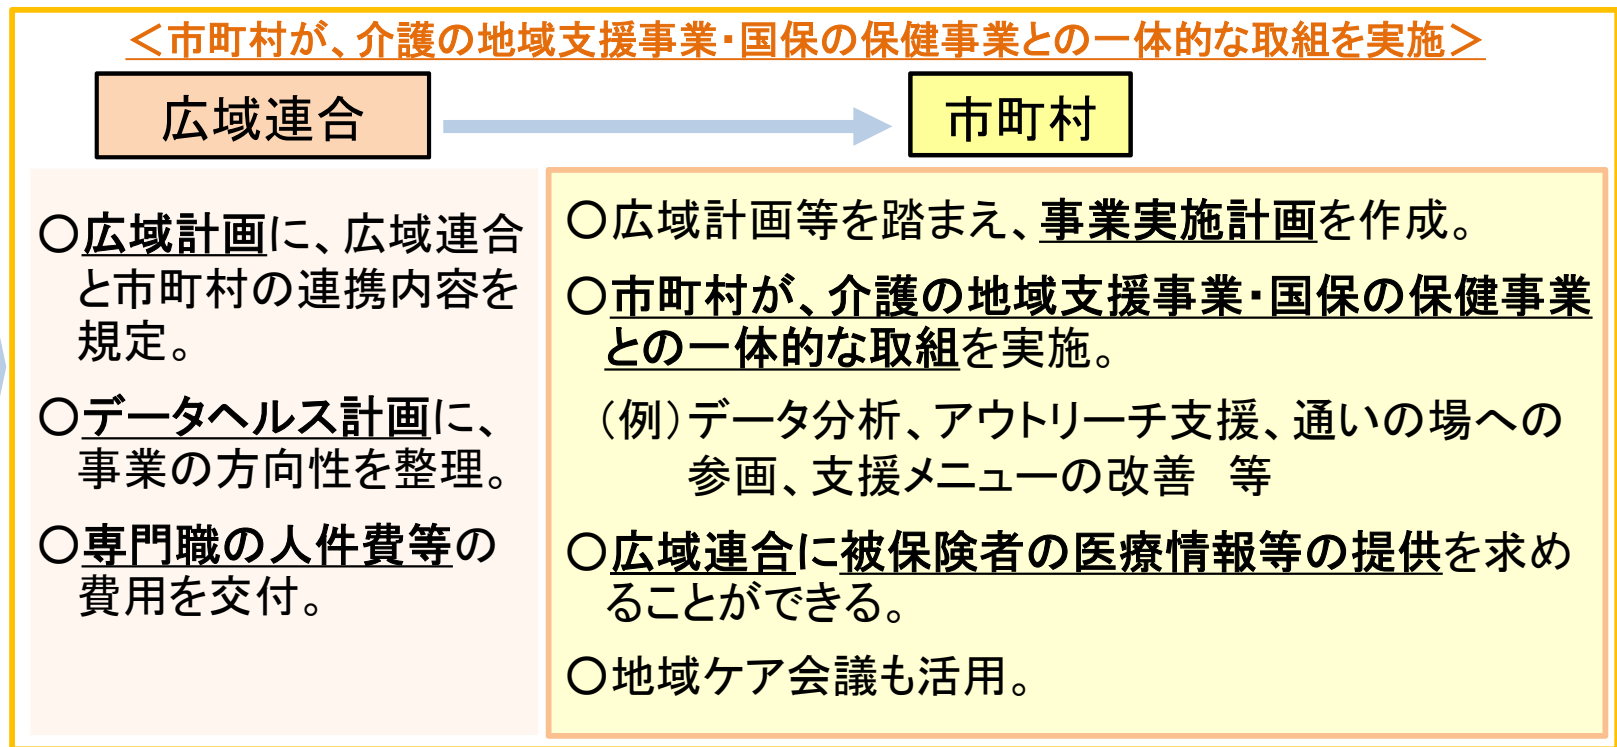 ＜市町村が、介護の地域支援事業・国保の保健事業との一体的な取組を実施＞
広域連合
市町村
○広域計画に、広域連合
と市町村の連携内容を
規定。
○データヘルス計画に、
事業の方向性を整理。
○専門職の人件費等の
費用を交付。
○広域計画等を踏まえ、事業実施計画を作成。
○市町村が、介護の地域支援事業・国保の保健事業
との一体的な取組を実施。
（例）データ分析、アウトリーチ支援、通いの場への
参画、支援メニューの改善　等
○広域連合に被保険者の医療情報等の提供を求め
ることができる。
○地域ケア会議も活用。